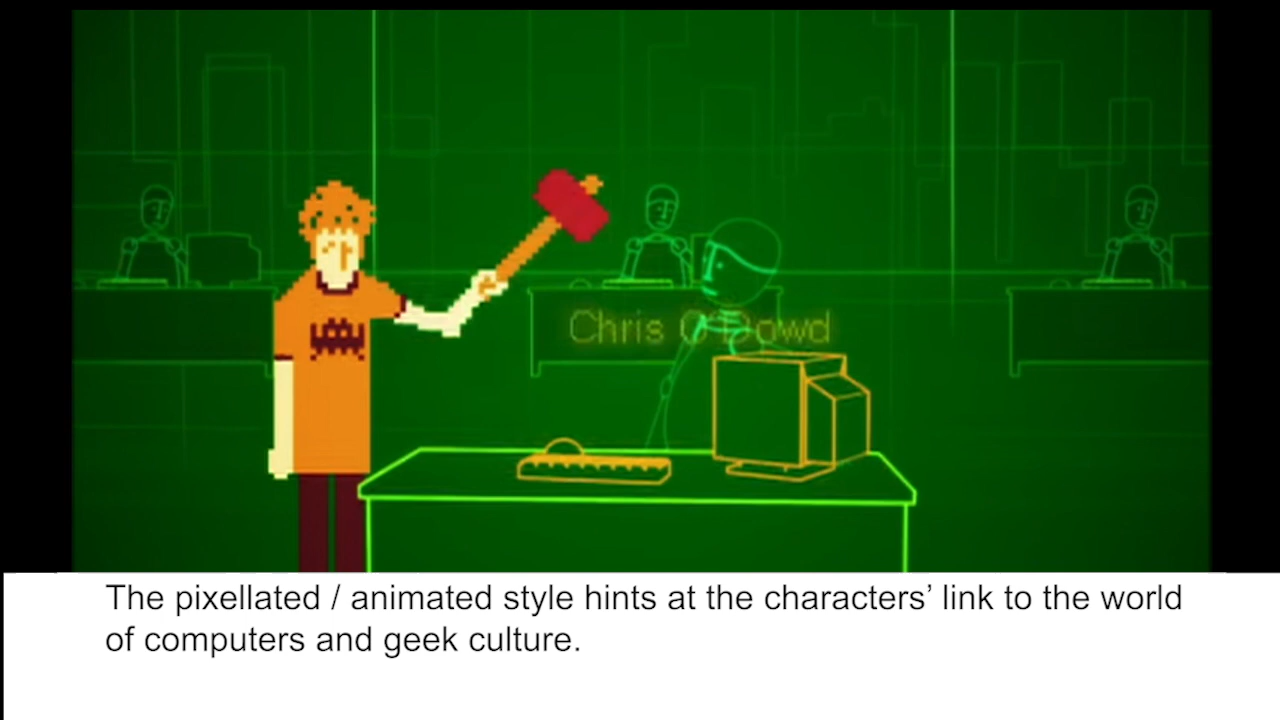 Chris O'Dowd
The pixellated / animated style hints at the characters’ link to the world
of computers and geek culture.